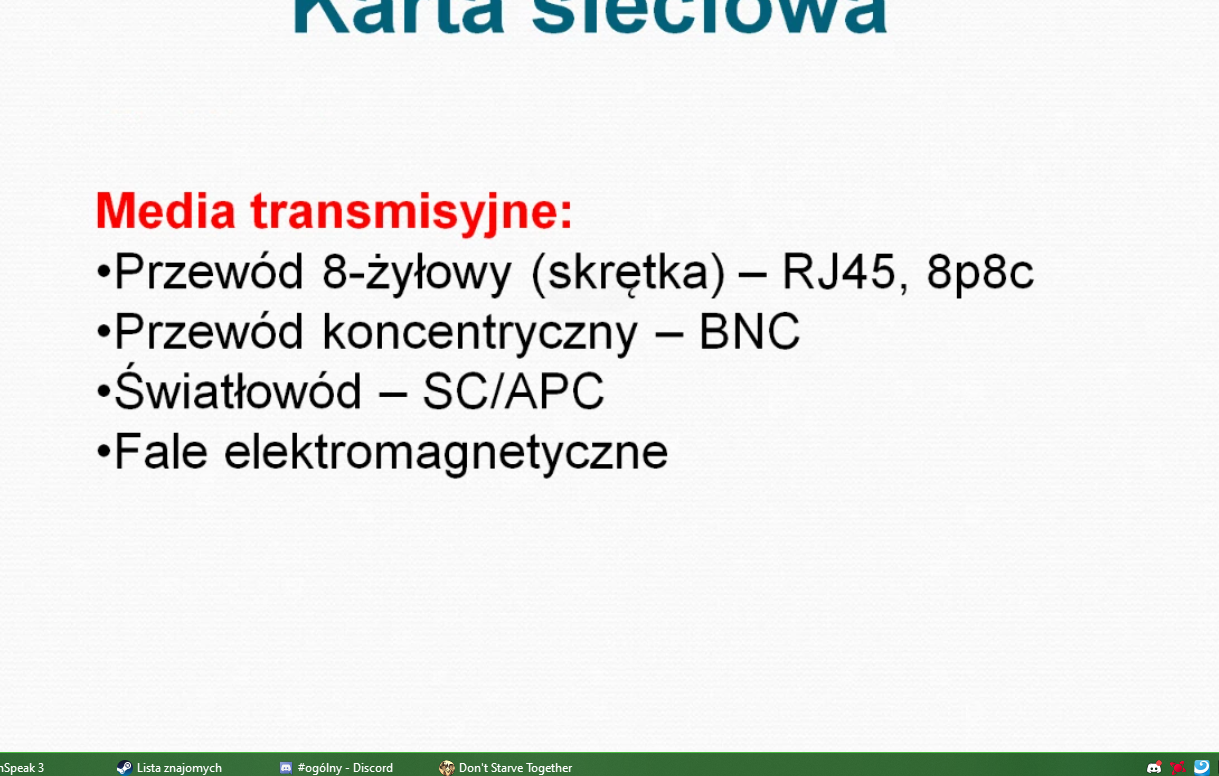 Karta sieciowa
Media transmisyjne:
•Przewód 8-żyłowy (skrętka) – RJ45, 8p8c
•Przewód koncentryczny – BNC
•Światłowód – SC/APC
•Fale elektromagnetyczne
nSpeak 3 Lista znajomych #ogólny - Discord Don't Starve Together